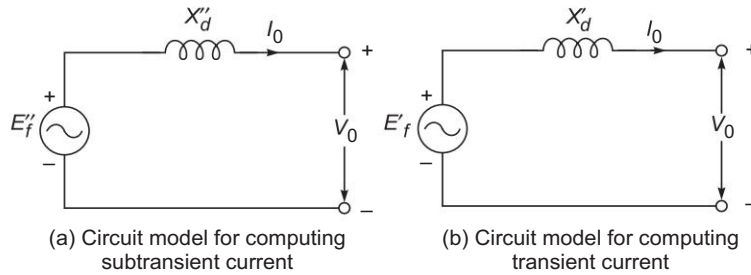 X″d
I0
+
+
E″f
−
V0
−
(a) Circuit model for computing
subtransient current
X′d
I0
+
+
E′f
−
V0
−
(b) Circuit model for computing
transient current